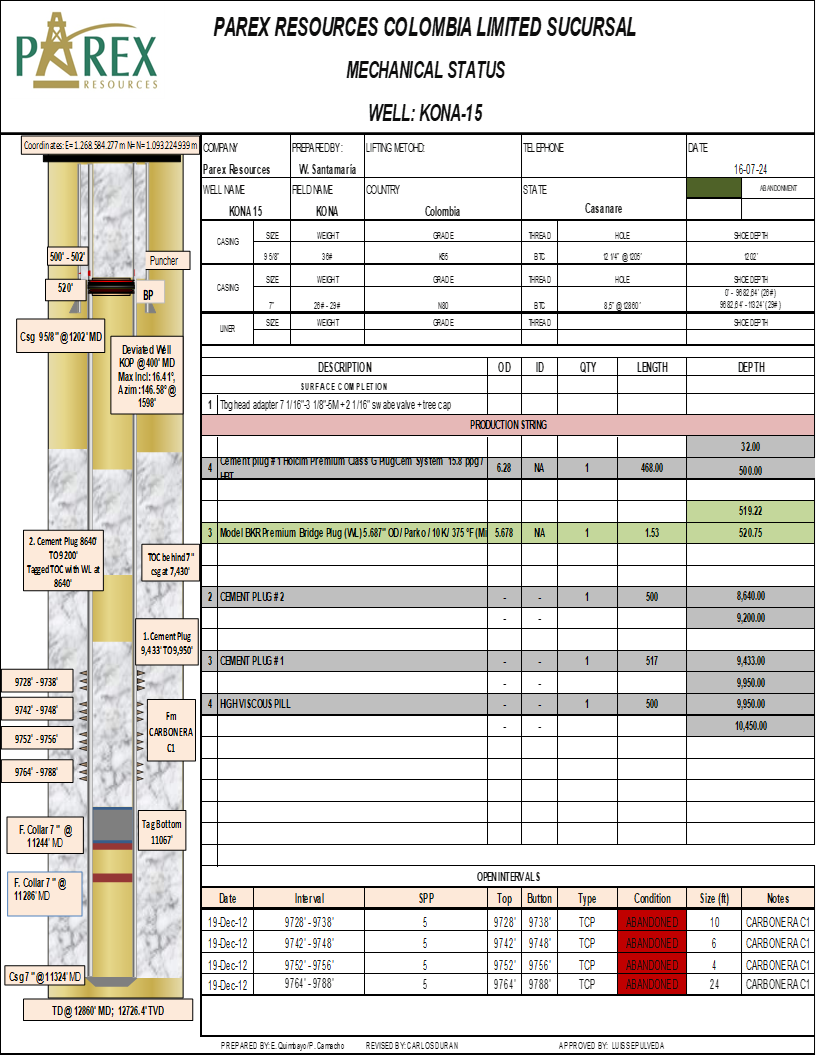 PAREX RESOURCES COLOMBIA LIMITED SUCURSAL
MECHANICAL STATUS
WELL: KONA-15
PAREX
RESOURCES
Coordinates: E= 1.268.584.277 m N= N= 1.093.224.939 m
COMPANY PREPARED BY: LIFTING METOHD: TELEPHONE DATE
Parex Resources W. Santamaría 16-07-24
WELL NAME FIELD NAME COUNTRY STATE ABANDONMENT
KONA 15 KONA Colombia Casanare
CASING SIZE WEIGHT GRADE THREAD HOLE SHOE DEPTH
9 5/8" 36# K55 BTC 12 1/4" @ 1205' 1202'
CASING SIZE WEIGHT GRADE THREAD HOLE SHOE DEPTH
7" 26# - 29# N80 BTC 8,5" @ 12860' 0' - 9682,64' (26#)
9682,64' - 11324' (29#)
LINER SIZE WEIGHT GRADE THREAD SHOE DEPTH
DESCRIPTION OD ID QTY LENGTH DEPTH
SURFACE COMPLETION
1 Tbg head adapter 7 1/16"-3 1/8"-5M + 2 1/16" swabe valve + tree cap
PRODUCTION STRING
32.00
4 Cement plug # 1 Holcim Premium Class G PlugCem System 15.8 ppg / 6.28 NA 1 468.00 500.00
519.22
3 Model BKR Premium Bridge Plug (WL) 5.687" OD/ Parko / 10K/ 375 °F (Mi 5.678 NA 1 1.53 520.75
2 CEMENT PLUG # 2 - - 1 500 8,640.00
- - 9,200.00
3 CEMENT PLUG # 1 - - 1 517 9,433.00
- - 9,950.00
4 HIGH VISCOUS PILL - - 1 500 9,950.00
- - 10,450.00
OPEN INTERVALS
Date Interval SPP Top Button Type Condition Size (ft) Notes
19-Dec-12 9728' - 9738' 5 9728' 9738' TCP ABANDONED 10 CARBONERA C1
19-Dec-12 9742' - 9748' 5 9742' 9748' TCP ABANDONED 6 CARBONERA C1
19-Dec-12 9752' - 9756' 5 9752' 9756' TCP ABANDONED 4 CARBONERA C1
19-Dec-12 9764' - 9788' 5 9764' 9788' TCP ABANDONED 24 CARBONERA C1
500' - 502'
Puncher
520'
BP
Csg 9 5/8'" @ 1202' MD
Deviated Well
KOP @ 400' MD
Max Incl: 16.41°,
Azim :146.58° @
1598'
2. Cement Plug 8640'
TO 9200'
Tagged TOC with WL at
8640'
TOC behind 7 "
csg at 7,430'
1. Cement Plug
9,433' TO 9,950'
9728' - 9738'
9742' - 9748'
9752' - 9756'
9764' - 9788'
Fm
CARBONERA
C1
F. Collar 7 '" @
11244' MD
Tag Bottom
11067'
F. Collar 7 '" @
11286' MD
Csg 7 '" @ 11324' MD
TD @ 12860' MD; 12726.4' TVD
PREPARED BY: E. Quimbayo/ P. Camacho REVISED BY: CARLOS DURAN APPROVED BY: LUIS SEPULVEDA